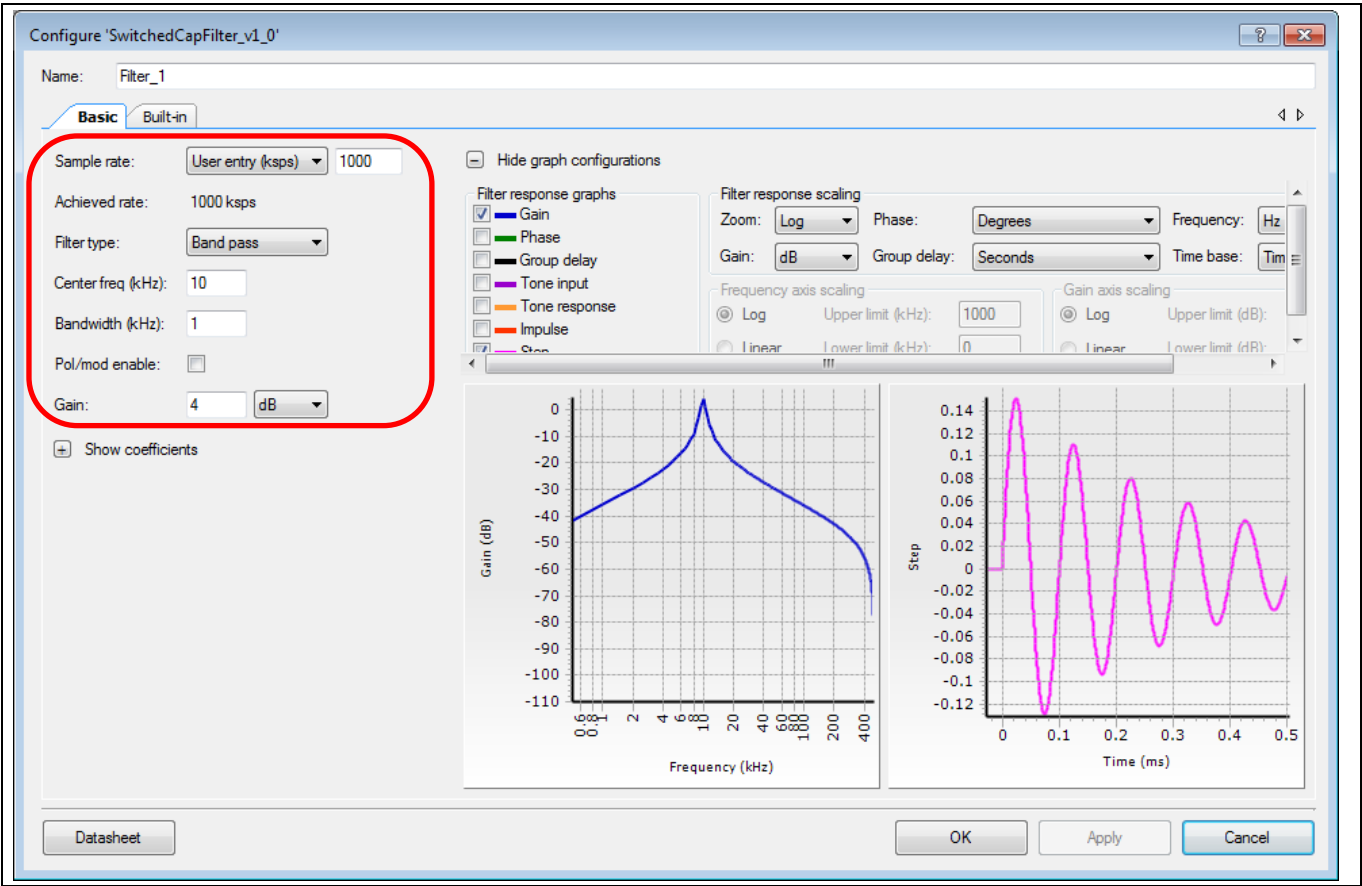 Configure 'SwitchedCapFilter_v1_0'
Name: Filter_1
Basic Built-in
Sample rate: User entry (ksps) 1000
Achieved rate: 1000 ksps
Filter type: Band pass
Center freq (kHz): 10
Bandwidth (kHz): 1
Pol/mod enable:
Gain: 4 dB
Show coefficients
Hide graph configurations
Filter response graphs
Gain
Phase
Group delay
Tone input
Tone response
Impulse
Step
Filter response scaling
Zoom: Log Phase: Degrees Frequency: Hz
Gain: dB Group delay: Seconds Time base: Tim
Frequency axis scaling
Log Upper limit (kHz): 1000
Linear Lower limit (kHz): 0
Gain axis scaling
Log Upper limit (dB):
Linear Lower limit (dB):
Gain (dB)
0
-10
-20
-30
-40
-50
-60
-70
-80
-90
-100
-110
.6 0.8 1 2 4 6 8 10 20 40 60 80 100 200 400
Frequency (kHz)
Step
0.14
0.12
0.1
0.08
0.06
0.04
0.02
0
-0.02
-0.04
-0.06
-0.08
-0.1
-0.12
0 0.1 0.2 0.3 0.4 0.5
Time (ms)
Datasheet OK Apply Cancel